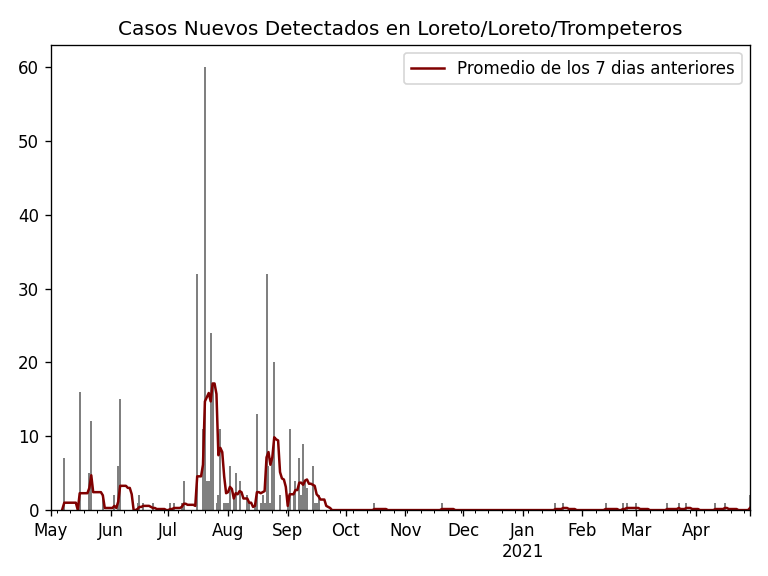 Casos Nuevos Detectados en Loreto/Loreto/Trompeteros
Promedio de los 7 dias anteriores
60
50
40
30
20
10
0
May Jun Jul Aug Sep Oct Nov Dec Jan Feb Mar Apr
2021